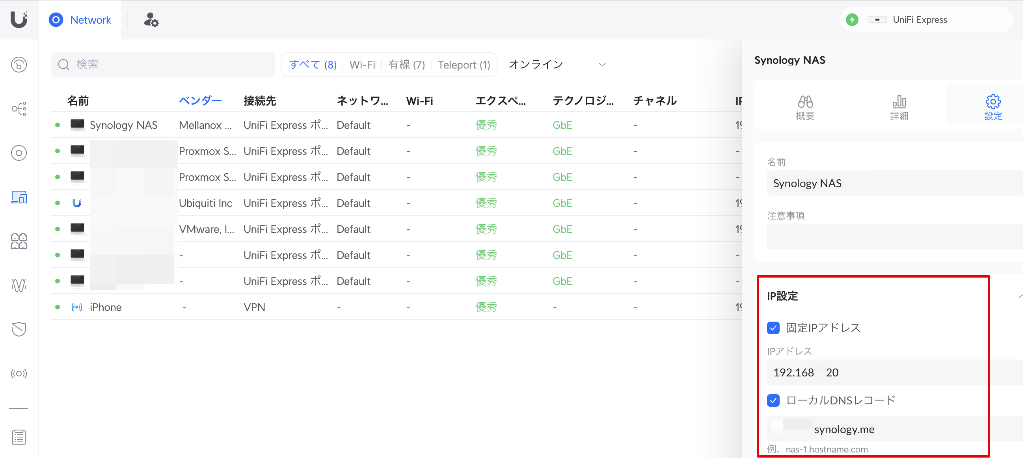 Network
UniFi Express
検索
すべて (8) Wi-Fi 有線 (7) Teleport (1) オンライン
名前 ベンダー 接続先 ネットワ... Wi-Fi エクスペ... テクノロジ... チャネル IP
Synology NAS Mellanox ... UniFi Express ポ... Default - 優秀 GbE - 19
Proxmox S... UniFi Express ポ... Default - 優秀 GbE - -
Proxmox S... UniFi Express ポ... Default - 優秀 GbE - 19
Ubiquiti Inc UniFi Express ポ... Default - 優秀 GbE - 19
VMware, I... UniFi Express ポ... Default - 優秀 GbE - 19
- UniFi Express ポ... Default - 優秀 GbE - -
- UniFi Express ポ... Default - 優秀 GbE - -
iPhone - VPN - 優秀 - - 19
Synology NAS
概要 詳細 設定
名前
Synology NAS
注意事項
IP設定
固定IPアドレス
IPアドレス
192.168 20
ローカルDNSレコード
synology.me
例、nas-1.hostname.com